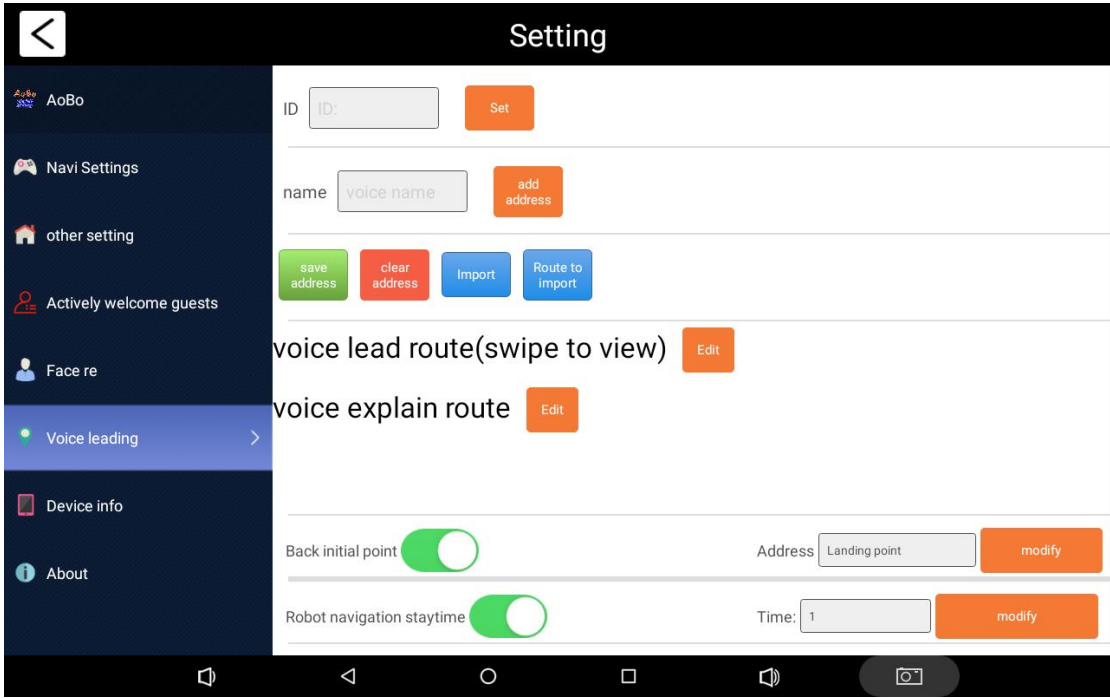 Setting
AoBo
Navi Settings
other setting
Actively welcome guests
Face re
Voice leading
Device info
About
ID
ID:
Set
name
voice name
add
address
save
address
clear
address
Import
Route to
import
voice lead route(swipe to view)
Edit
voice explain route
Edit
Back initial point
Address
Landing point
modify
Robot navigation staytime
Time:
1
modify